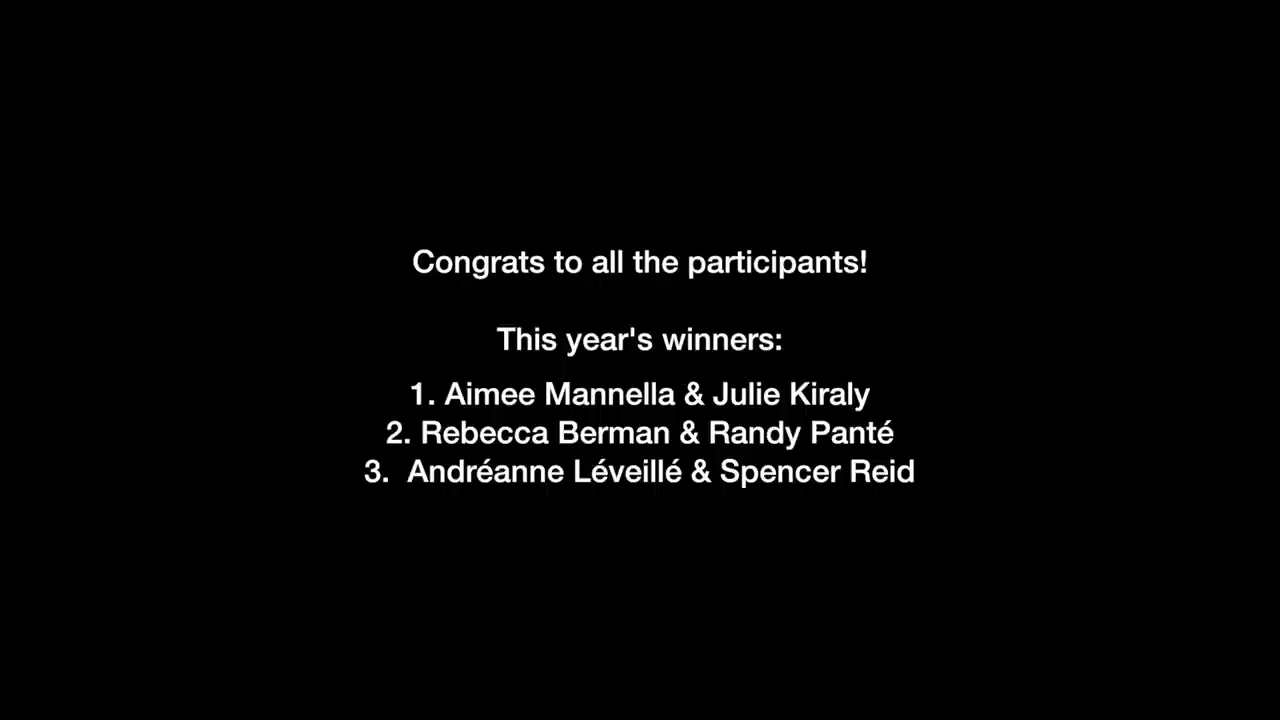 Congrats to all the participants!
This year's winners:
1. Aimee Mannella & Julie Kiraly
2. Rebecca Berman & Randy Panté
3.  Andréanne Léveillé & Spencer Reid